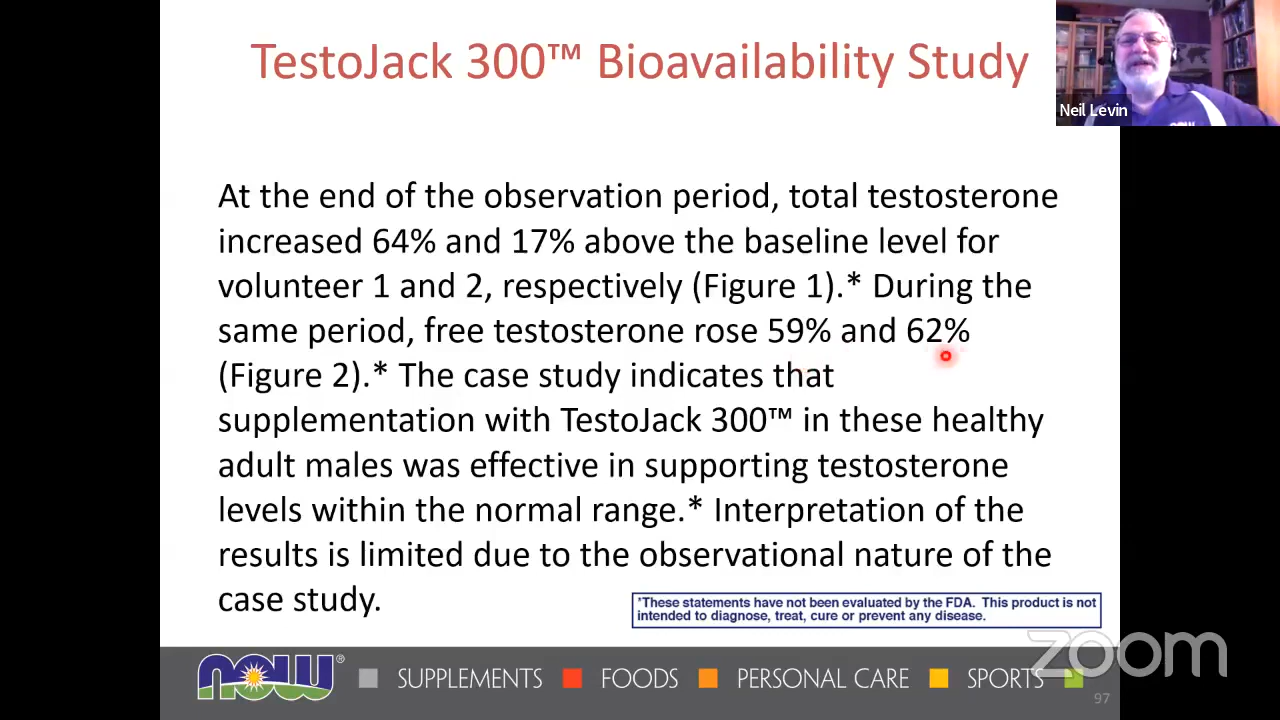 TestoJack 300™ Bioavailability Study
Neil Levin
At the end of the observation period, total testosterone
increased 64% and 17% above the baseline level for
volunteer 1 and 2, respectively (Figure 1).* During the
same period, free testosterone rose 59% and 62%
(Figure 2).* The case study indicates that
supplementation with TestoJack 300™ in these healthy
adult males was effective in supporting testosterone
levels within the normal range.* Interpretation of the
results is limited due to the observational nature of the
case study.
*These statements have not been evaluated by the FDA. This product is not
intended to diagnose, treat, cure or prevent any disease.
now® SUPPLEMENTS FOODS PERSONAL CARE SPORTS
zoom
97